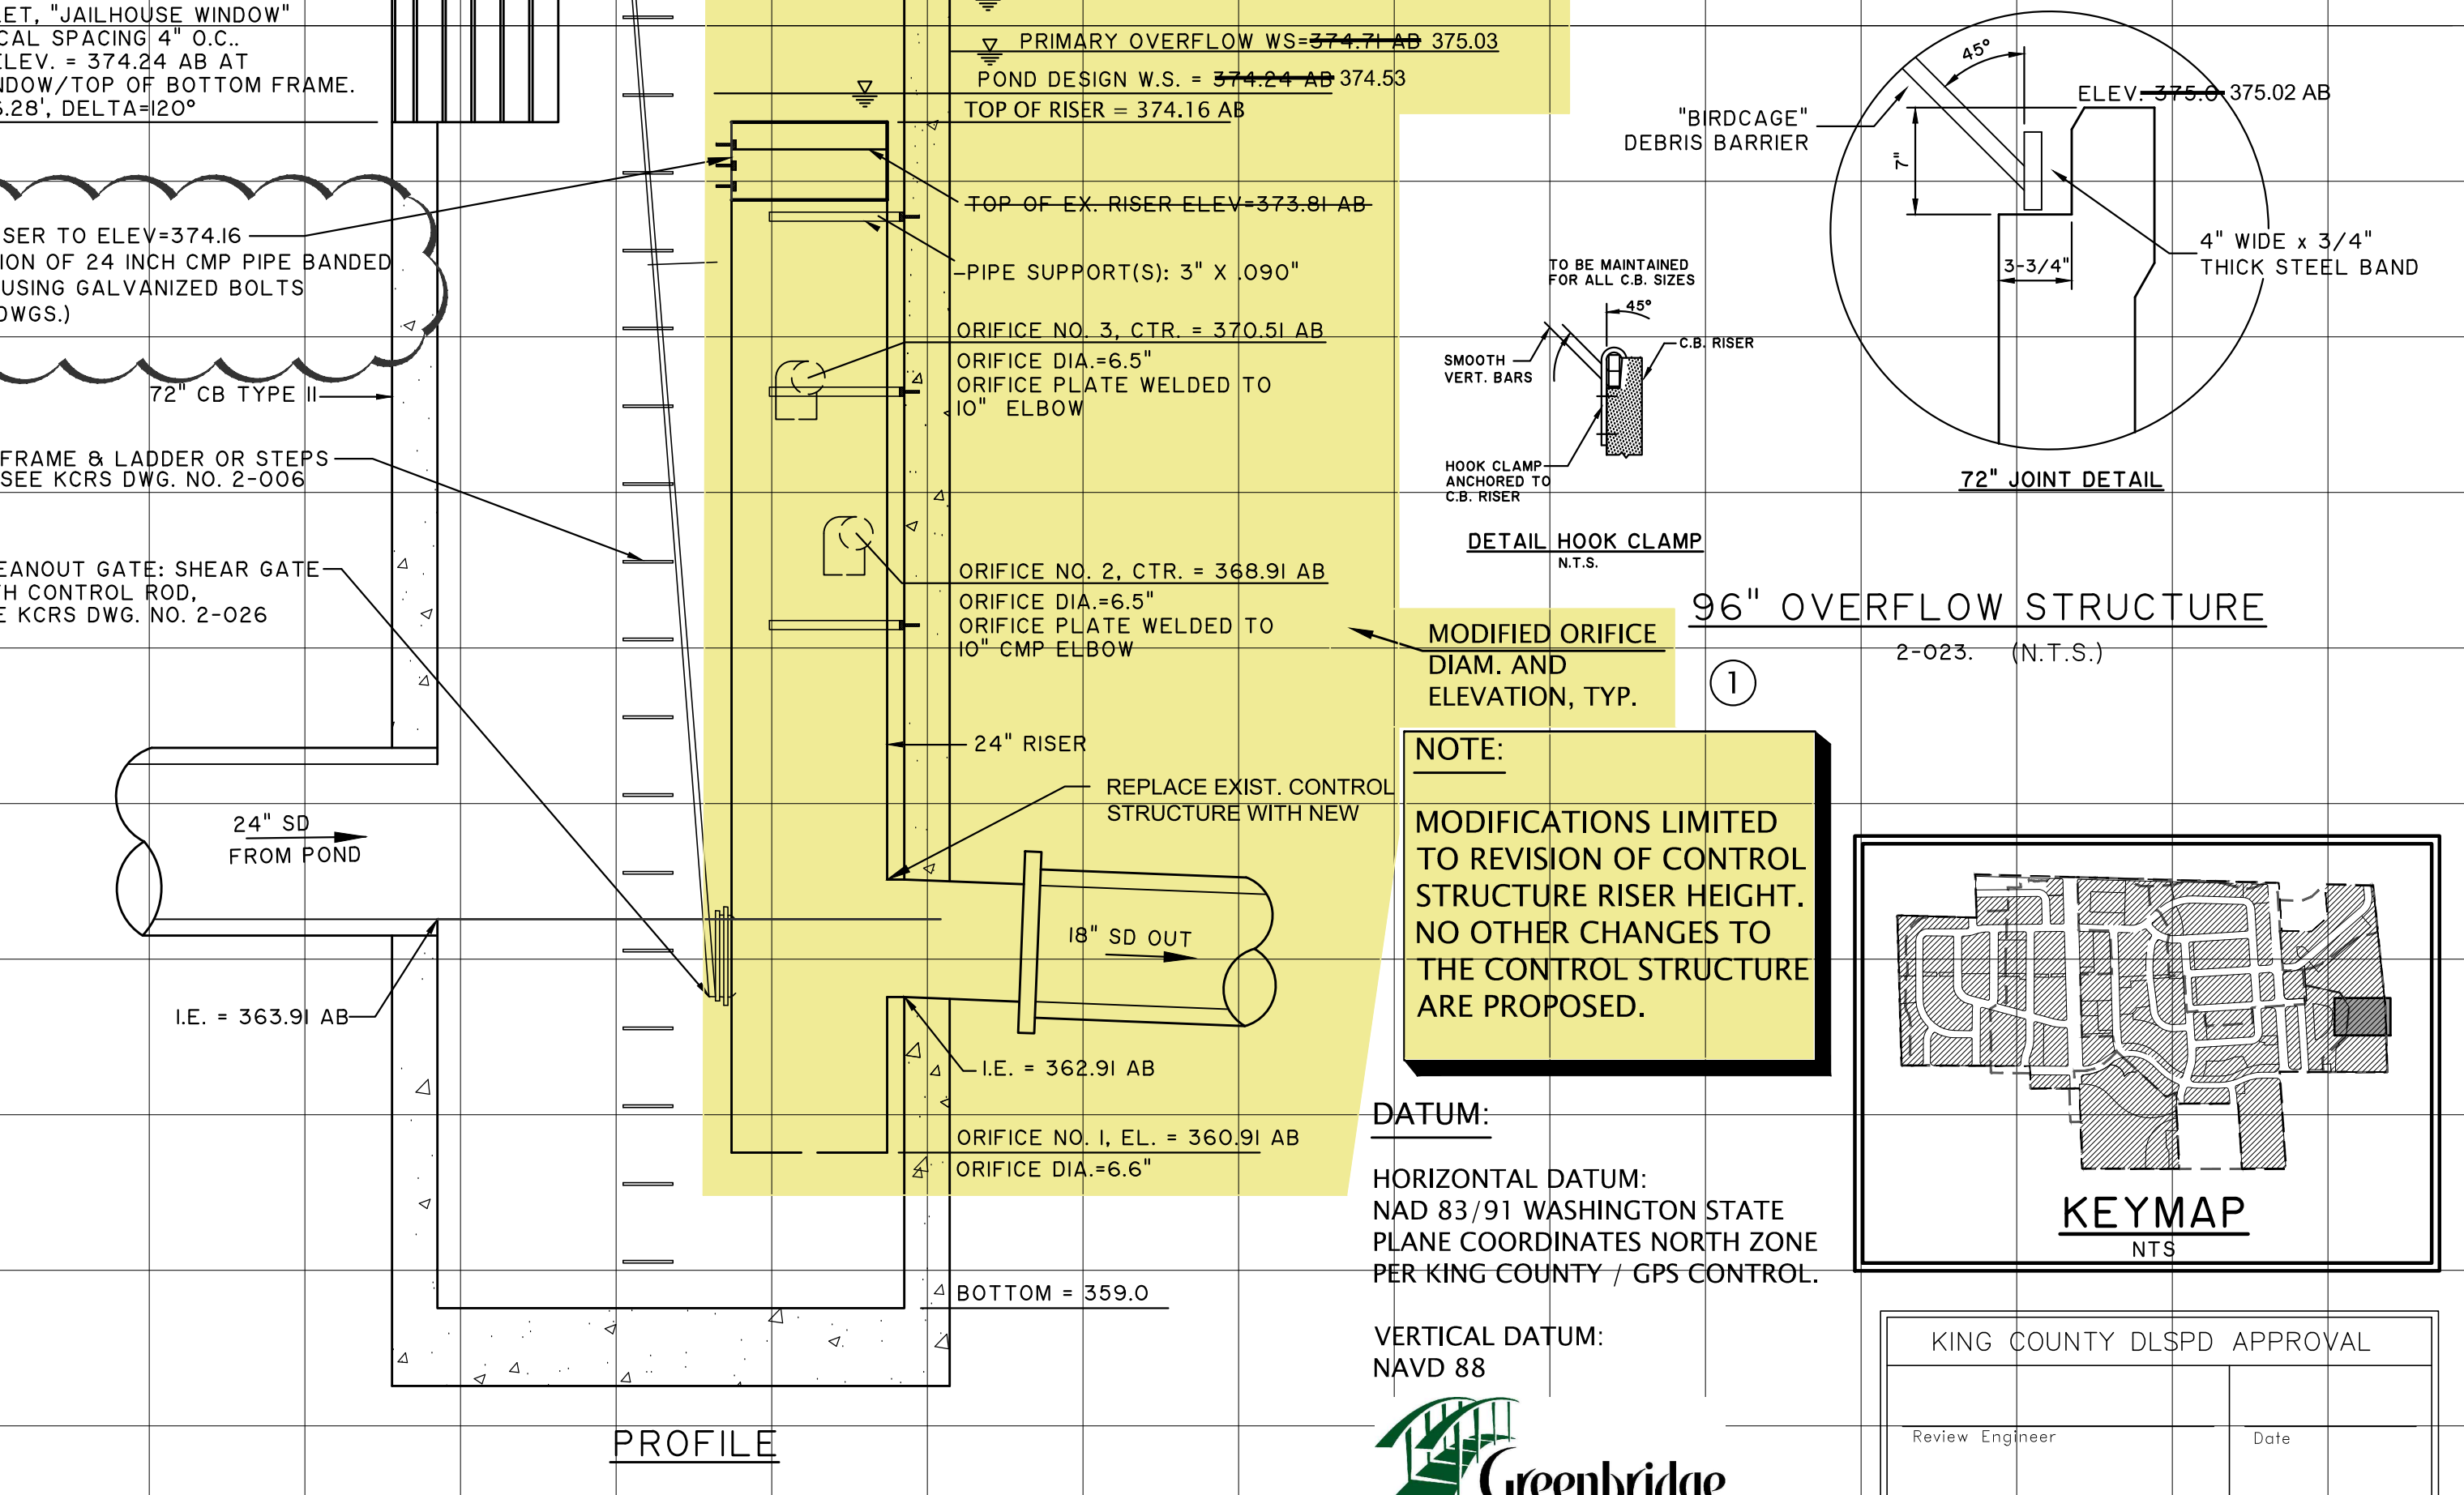 ET, "JAILHOUSE WINDOW"
CAL SPACING 4" O.C..
ELEV. = 374.24 AB AT
NDOW/TOP OF BOTTOM FRAME.
.28', DELTA=120°
SER TO ELEV=374.16
ION OF 24 INCH CMP PIPE BANDED
USING GALVANIZED BOLTS
DWGS.)
72" CB TYPE II
FRAME & LADDER OR STEPS
SEE KCRS DWG. NO. 2-006
EANOUT GATE: SHEAR GATE
TH CONTROL ROD,
E KCRS DWG. NO. 2-026
24" SD
FROM POND
I.E. = 363.91 AB
PROFILE
PRIMARY OVERFLOW WS=374.71 AB 375.03
POND DESIGN W.S. = 374.24 AB 374.53
TOP OF RISER = 374.16 AB
TOP OF EX. RISER ELEV=373.81 AB
PIPE SUPPORT(S): 3" X .090"
ORIFICE NO. 3, CTR. = 370.51 AB
ORIFICE DIA.=6.5"
ORIFICE PLATE WELDED TO
10" ELBOW
ORIFICE NO. 2, CTR. = 368.91 AB
ORIFICE DIA.=6.5"
ORIFICE PLATE WELDED TO
10" CMP ELBOW
24" RISER
REPLACE EXIST. CONTROL
STRUCTURE WITH NEW
18" SD OUT
I.E. = 362.91 AB
ORIFICE NO. 1, EL. = 360.91 AB
ORIFICE DIA.=6.6"
BOTTOM = 359.0
MODIFIED ORIFICE
DIAM. AND
ELEVATION, TYP.
1
NOTE:
MODIFICATIONS LIMITED
TO REVISION OF CONTROL
STRUCTURE RISER HEIGHT.
NO OTHER CHANGES TO
THE CONTROL STRUCTURE
ARE PROPOSED.
TO BE MAINTAINED
FOR ALL C.B. SIZES
45°
SMOOTH
VERT. BARS
C.B. RISER
HOOK CLAMP
ANCHORED TO
C.B. RISER
DETAIL HOOK CLAMP
N.T.S.
45°
"BIRDCAGE"
DEBRIS BARRIER
7"
3-3/4"
ELEV. 375.0 375.02 AB
4" WIDE x 3/4"
THICK STEEL BAND
72" JOINT DETAIL
96" OVERFLOW STRUCTURE
2-023. (N.T.S.)
KEYMAP
NTS
DATUM:
HORIZONTAL DATUM:
NAD 83/91 WASHINGTON STATE
PLANE COORDINATES NORTH ZONE
PER KING COUNTY / GPS CONTROL.
VERTICAL DATUM:
NAVD 88
Greenbridge
KING COUNTY DLSPD APPROVAL
Review Engineer
Date